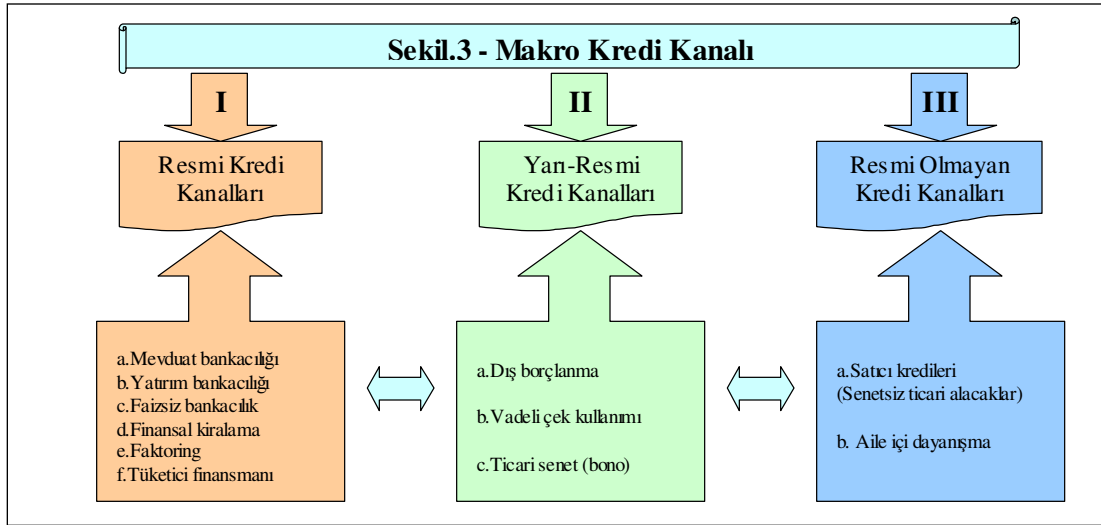 Sekil.3 - Makro Kredi Kanalı
I
II
III
Resmi Kredi
Kanalları
Yarı-Resmi
Kredi Kanalları
Resmi Olmayan
Kredi Kanalları
a.Mevduat bankacılığı
b.Yatırım bankacılığı
c.Faizsiz bankacılık
d.Finansal kiralama
e.Faktoring
f.Tüketici finansmanı
a.Dış borçlanma
b.Vadeli çek kullanımı
c.Ticari senet (bono)
a.Satıcı kredileri
(Senetsiz ticari alacaklar)
b. Aile içi dayanışma